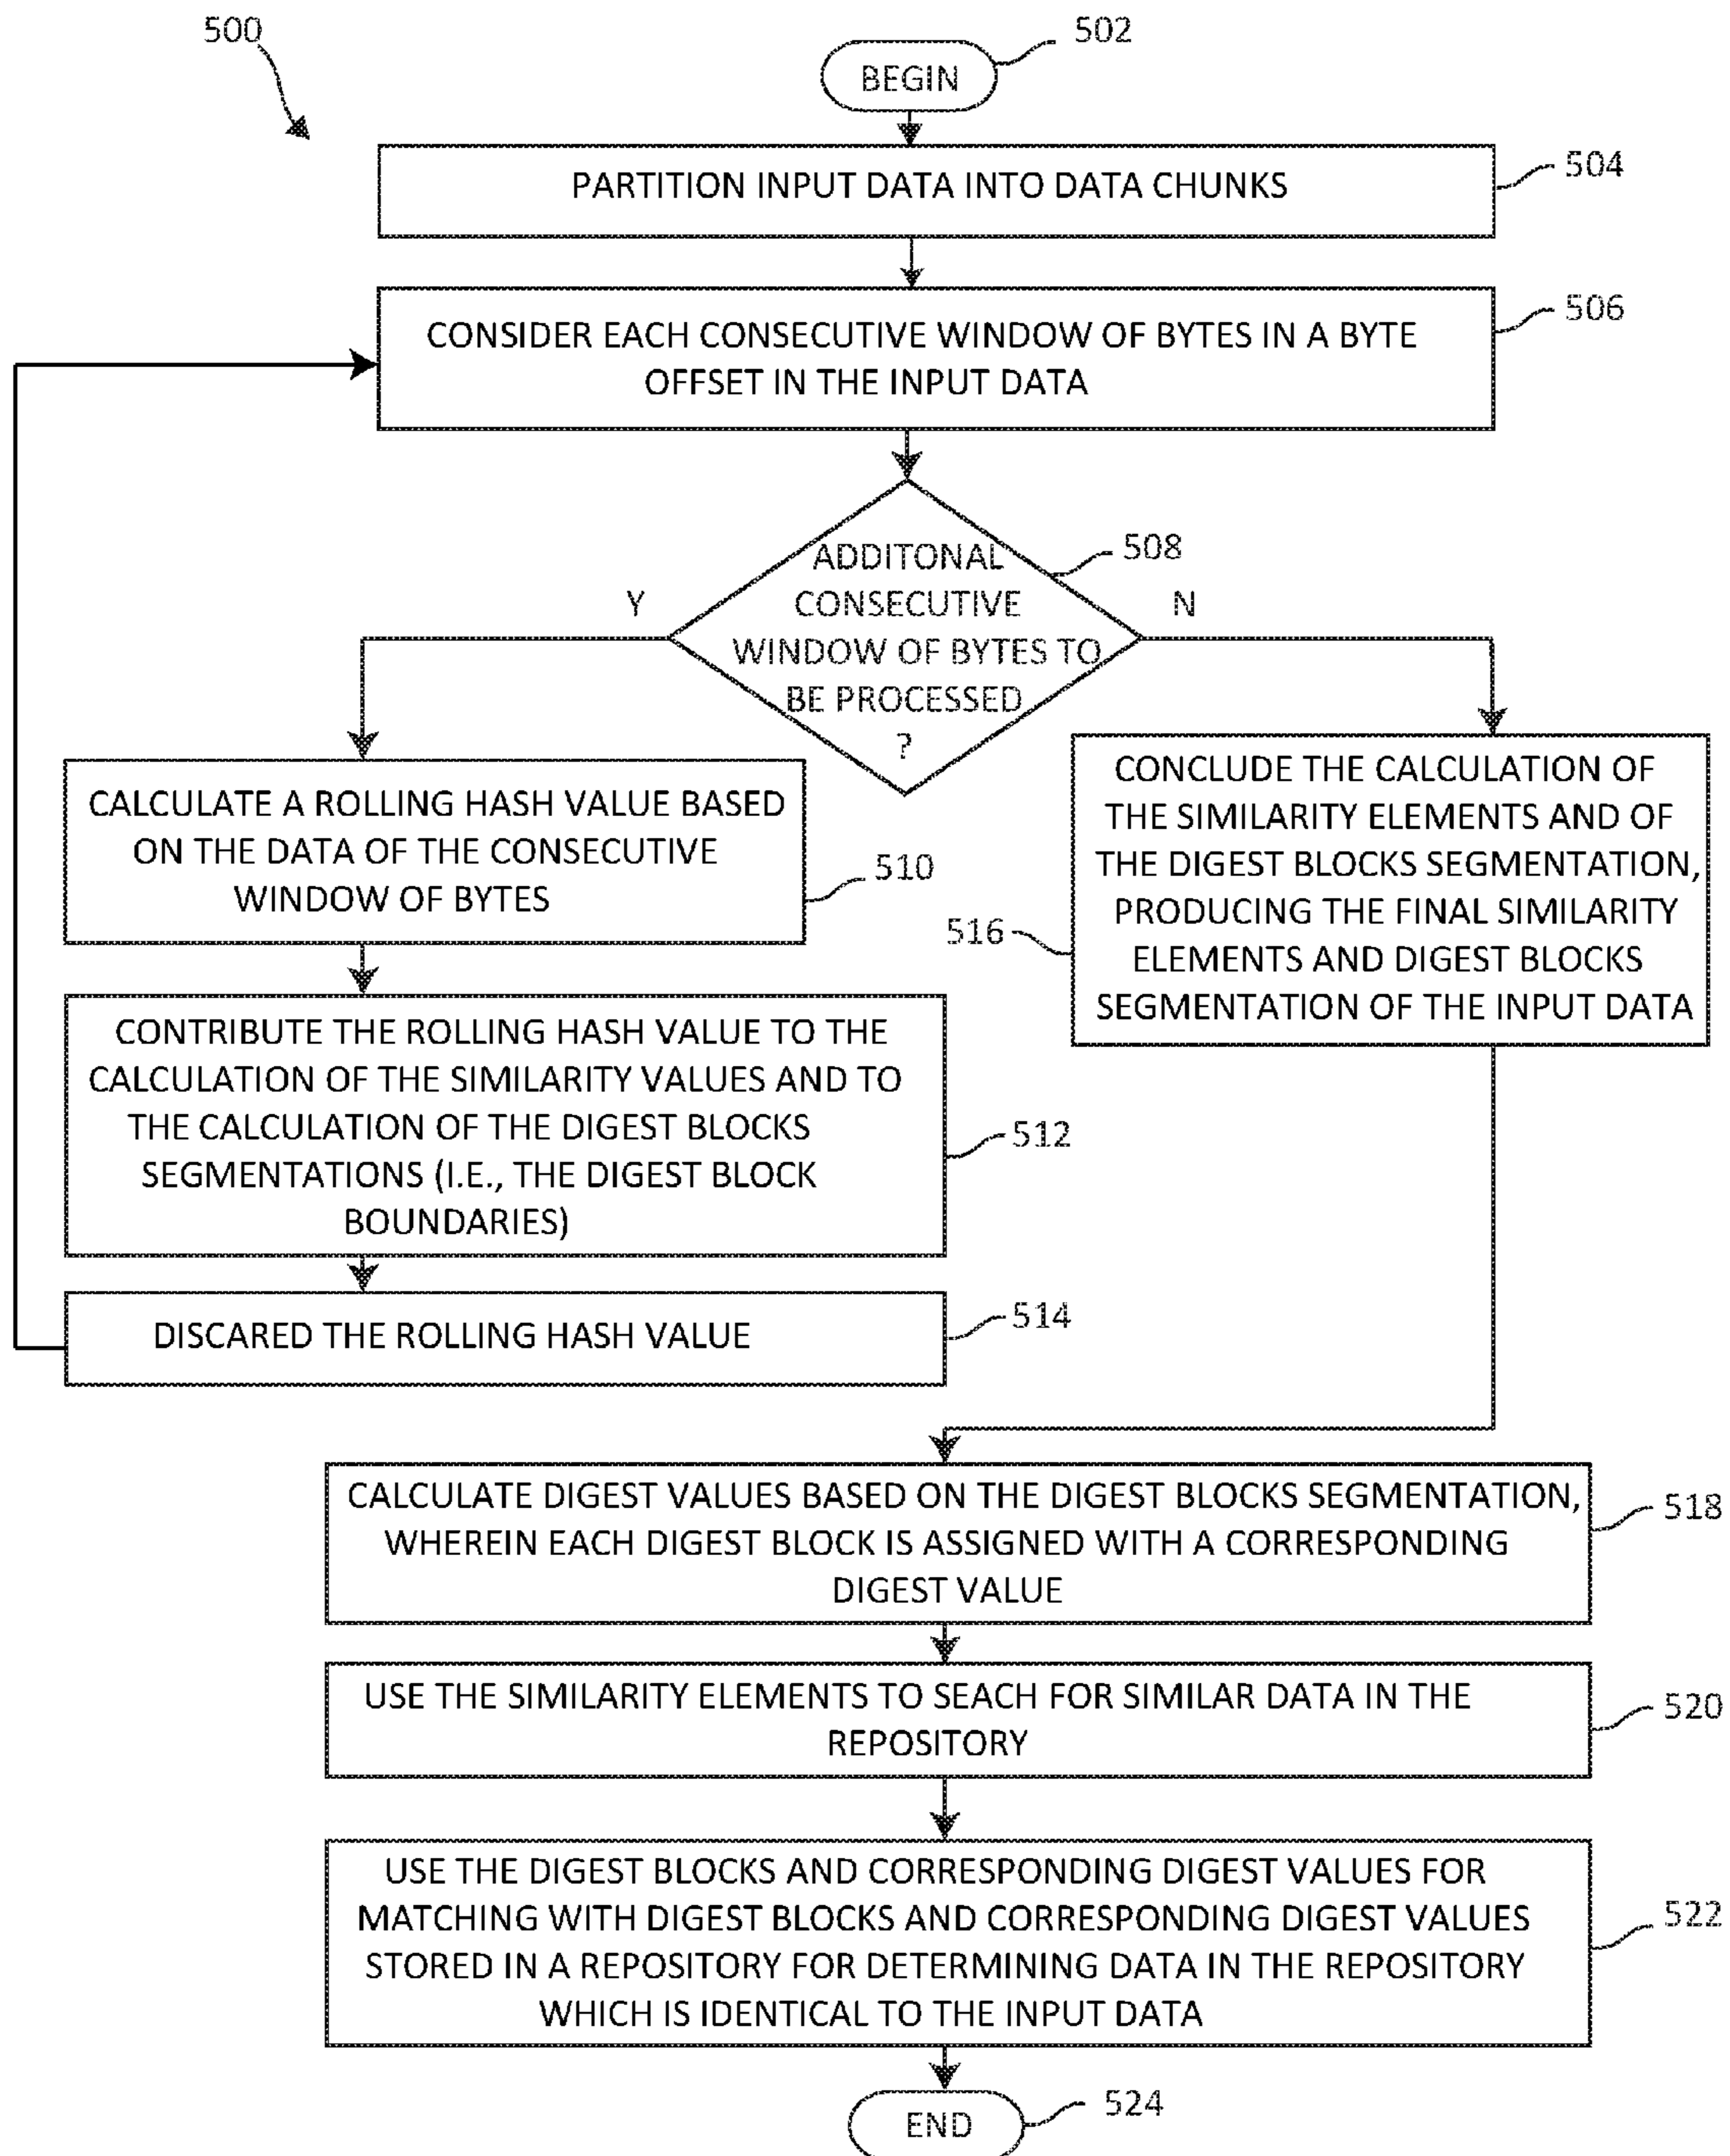 500
502
BEGIN
PARTITION INPUT DATA INTO DATA CHUNKS
504
CONSIDER EACH CONSECUTIVE WINDOW OF BYTES IN A BYTE
OFFSET IN THE INPUT DATA
506
ADDITONAL
CONSECUTIVE
WINDOW OF BYTES TO
BE PROCESSED
?
508
Y
N
CALCULATE A ROLLING HASH VALUE BASED
ON THE DATA OF THE CONSECUTIVE
WINDOW OF BYTES
510
CONCLUDE THE CALCULATION OF
THE SIMILARITY ELEMENTS AND OF
THE DIGEST BLOCKS SEGMENTATION,
PRODUCING THE FINAL SIMILARITY
ELEMENTS AND DIGEST BLOCKS
SEGMENTATION OF THE INPUT DATA
516
CONTRIBUTE THE ROLLING HASH VALUE TO THE
CALCULATION OF THE SIMILARITY VALUES AND TO
THE CALCULATION OF THE DIGEST BLOCKS
SEGMENTATIONS (I.E., THE DIGEST BLOCK
BOUNDARIES)
512
DISCARED THE ROLLING HASH VALUE
514
CALCULATE DIGEST VALUES BASED ON THE DIGEST BLOCKS SEGMENTATION,
WHEREIN EACH DIGEST BLOCK IS ASSIGNED WITH A CORRESPONDING
DIGEST VALUE
518
USE THE SIMILARITY ELEMENTS TO SEACH FOR SIMILAR DATA IN THE
REPOSITORY
520
USE THE DIGEST BLOCKS AND CORRESPONDING DIGEST VALUES FOR
MATCHING WITH DIGEST BLOCKS AND CORRESPONDING DIGEST VALUES
STORED IN A REPOSITORY FOR DETERMINING DATA IN THE REPOSITORY
WHICH IS IDENTICAL TO THE INPUT DATA
522
END
524